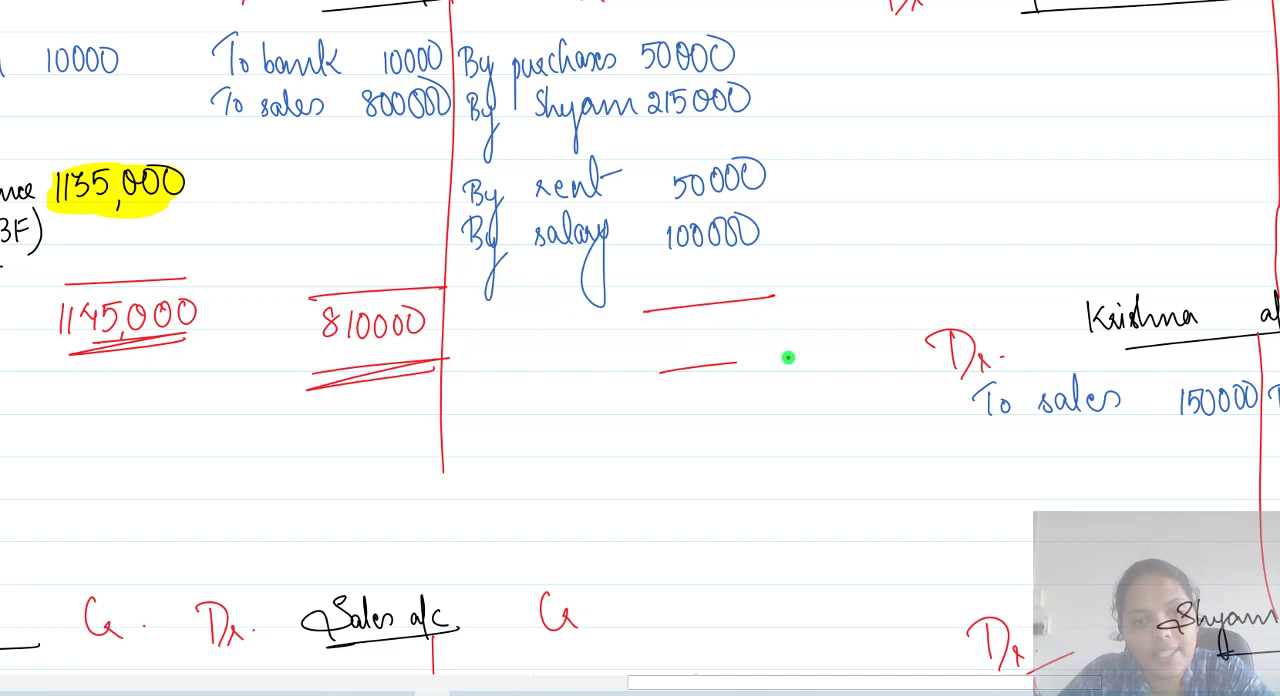 Dr
10000
To bank 10000
By purchases 50000
To sales 800000
By Shyam 215000
1135,000
By rent 50000
3F)
By salary 100000
1145,000
810000
Krishna a/
Dr.
To sales 150000
Cr. Dr. Sales a/c Cr
Dr. Shyam